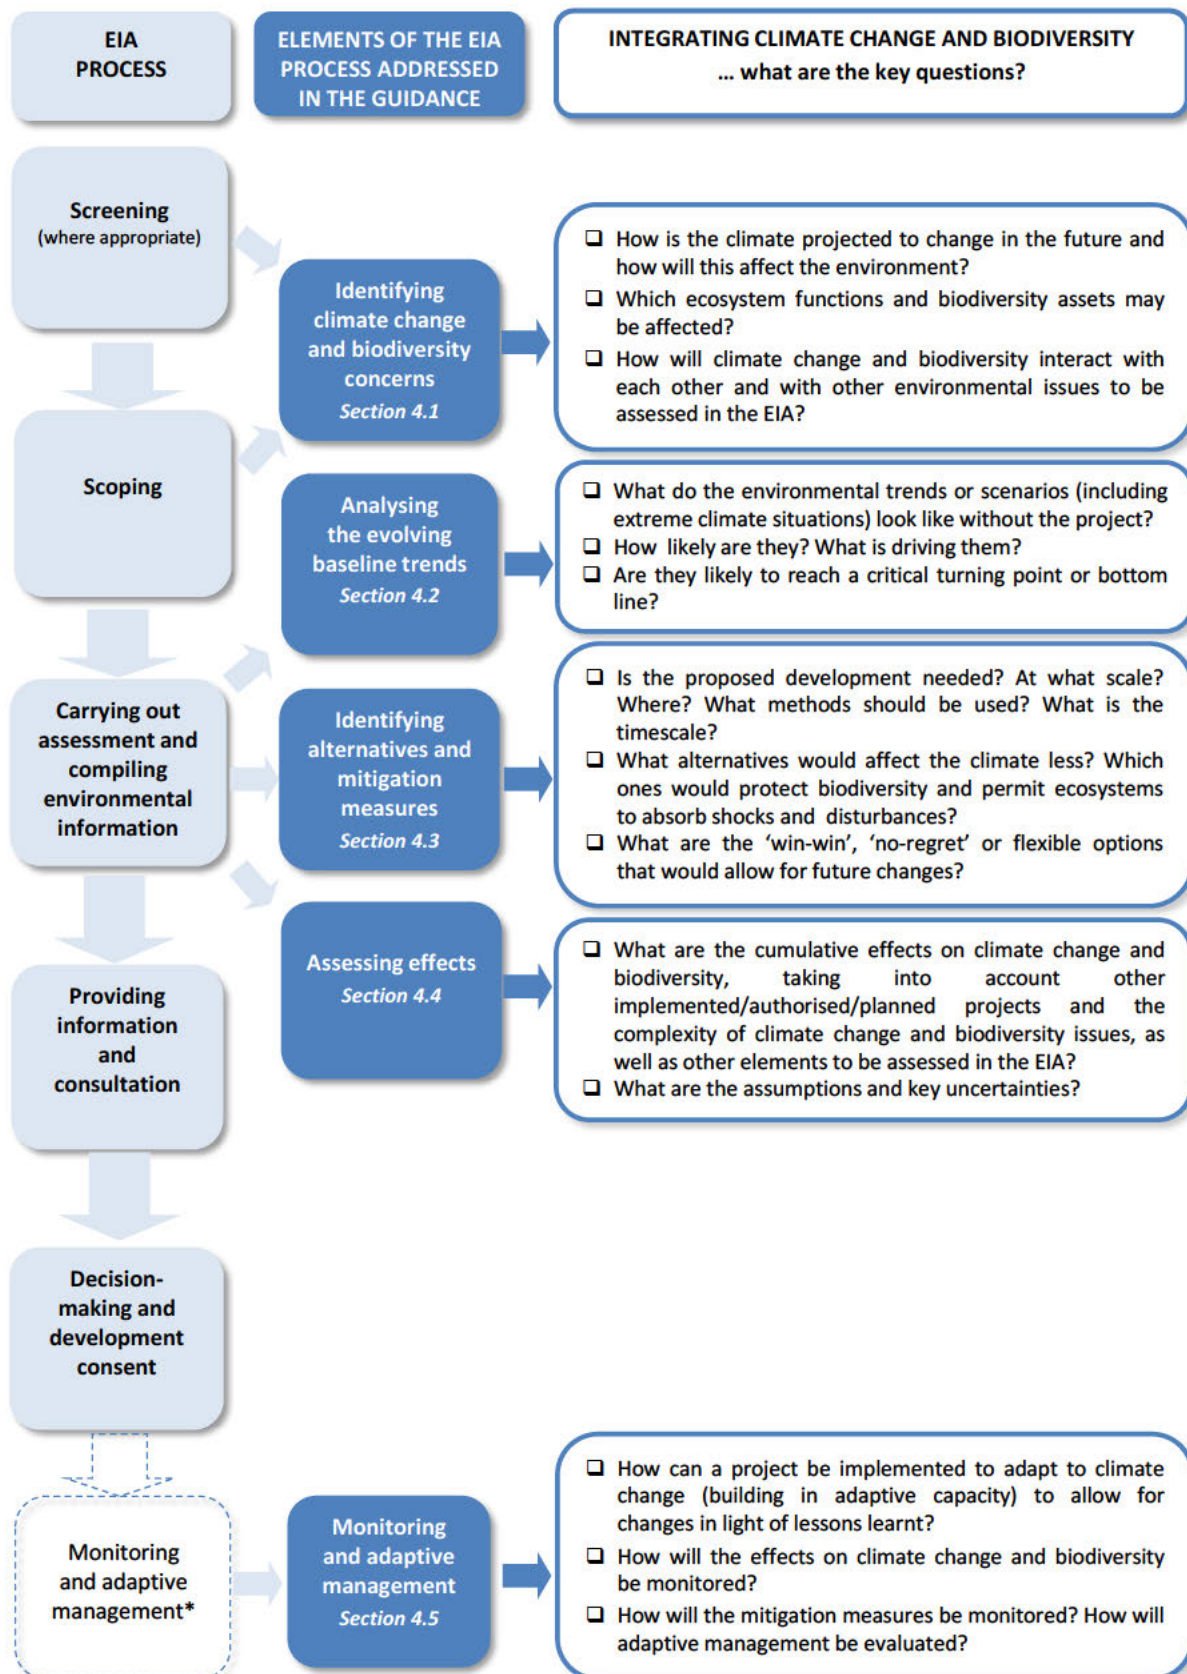 EIA
PROCESS
ELEMENTS OF THE EIA
PROCESS ADDRESSED
IN THE GUIDANCE
INTEGRATING CLIMATE CHANGE AND BIODIVERSITY
... what are the key questions?
Screening
(where appropriate)
Identifying
climate change
and biodiversity
concerns
Section 4.1
❑ How is the climate projected to change in the future and
how will this affect the environment?
❑ Which ecosystem functions and biodiversity assets may
be affected?
❑ How will climate change and biodiversity interact with
each other and with other environmental issues to be
assessed in the EIA?
Scoping
Analysing
the evolving
baseline trends
Section 4.2
❑ What do the environmental trends or scenarios (including
extreme climate situations) look like without the project?
❑ How likely are they? What is driving them?
❑ Are they likely to reach a critical turning point or bottom
line?
Carrying out
assessment and
compiling
environmental
information
Identifying
alternatives and
mitigation
measures
Section 4.3
❑ Is the proposed development needed? At what scale?
Where? What methods should be used? What is the
timescale?
❑ What alternatives would affect the climate less? Which
ones would protect biodiversity and permit ecosystems
to absorb shocks and disturbances?
❑ What are the ‘win-win’, ‘no-regret’ or flexible options
that would allow for future changes?
Assessing effects
Section 4.4
❑ What are the cumulative effects on climate change and
biodiversity, taking into account other
implemented/authorised/planned projects and the
complexity of climate change and biodiversity issues, as
well as other elements to be assessed in the EIA?
❑ What are the assumptions and key uncertainties?
Providing
information
and
consultation
Decision-
making and
development
consent
Monitoring
and adaptive
management*
Monitoring
and adaptive
management
Section 4.5
❑ How can a project be implemented to adapt to climate
change (building in adaptive capacity) to allow for
changes in light of lessons learnt?
❑ How will the effects on climate change and biodiversity
be monitored?
❑ How will the mitigation measures be monitored? How will
adaptive management be evaluated?